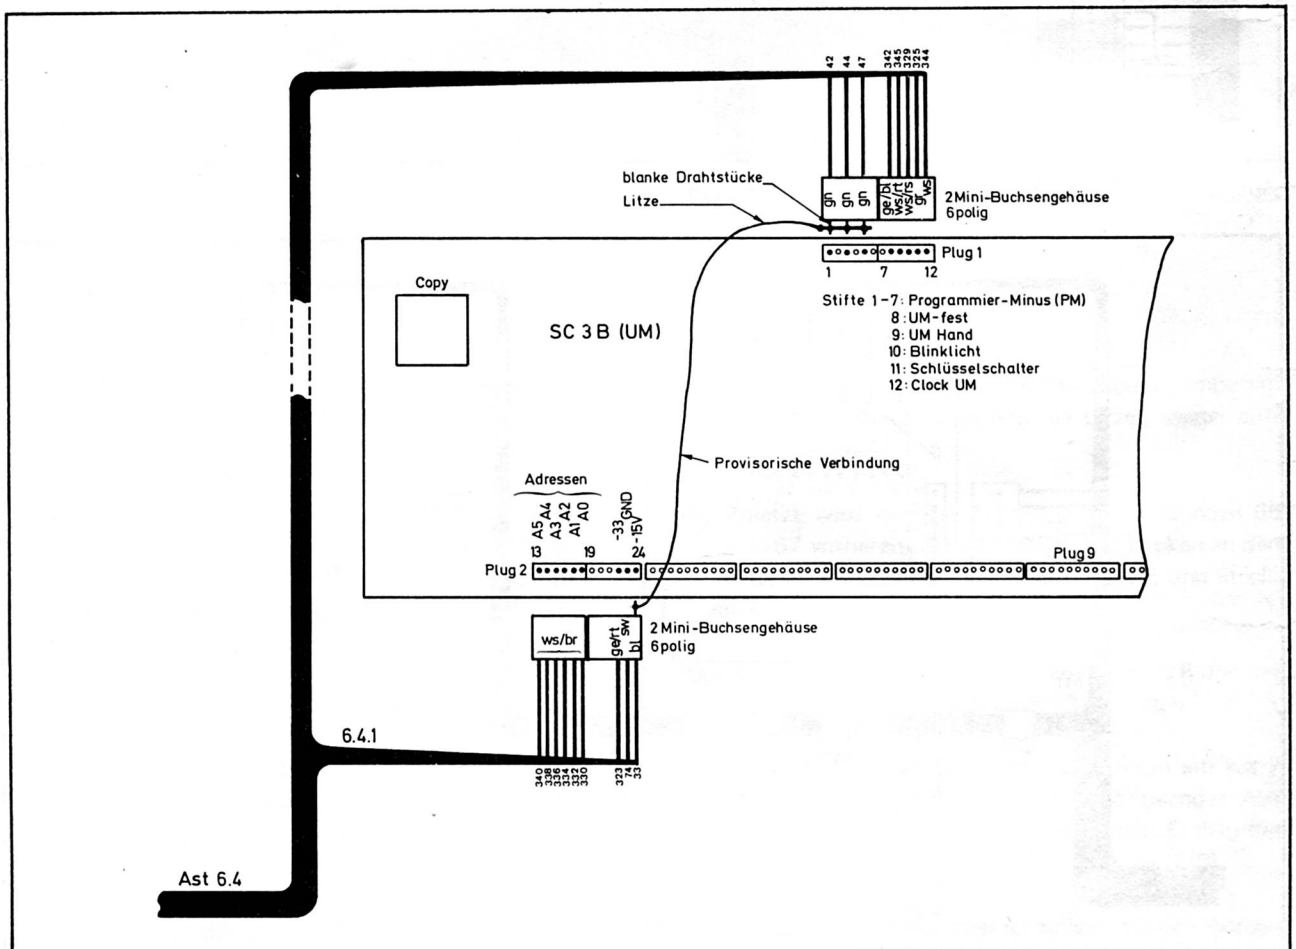 42 44 47 342 345 329 325 344
blanke Drahtstücke
Litze
gn gn gn ge/bl ws/rt ws/rs gr ws
2 Mini-Buchsengehäuse
6polig
Plug 1
1 7 12
Copy
SC 3 B (UM)
Stifte 1-7: Programmier-Minus (PM)
8: UM-fest
9: UM Hand
10: Blinklicht
11: Schlüsselschalter
12: Clock UM
Provisorische Verbindung
Adressen
A5 A4 A3 A2 A1 A0 -33 GND -15V
13 19 24
Plug 2
Plug 9
ws/br ge/rt sw bl
2 Mini-Buchsengehäuse
6polig
6.4.1
340 338 336 334 332 330 323 74 33
Ast 6.4